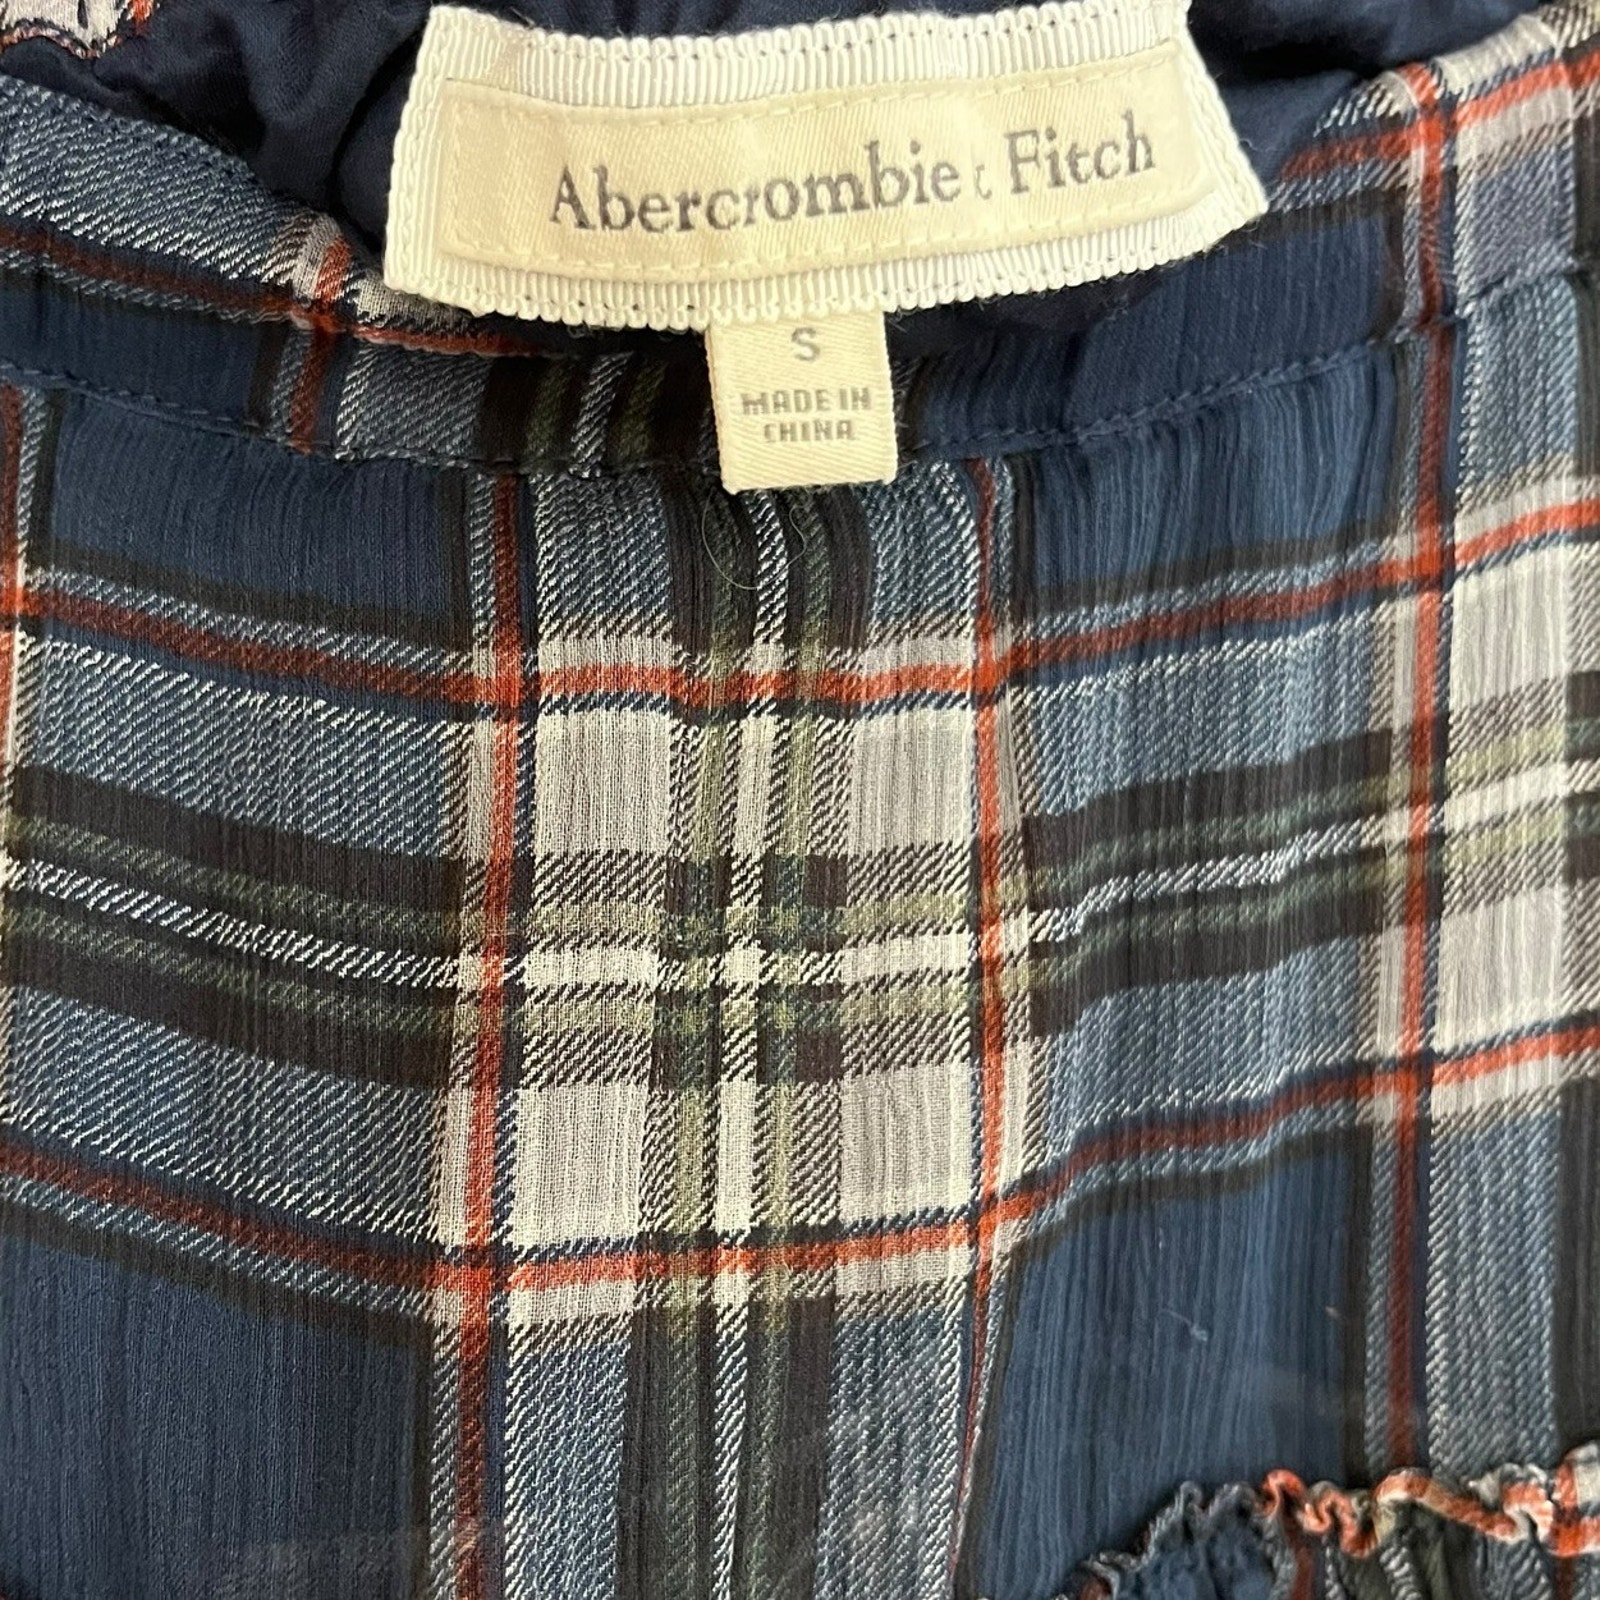 Abercrombie & Fitch
S
MADE IN
CHINA